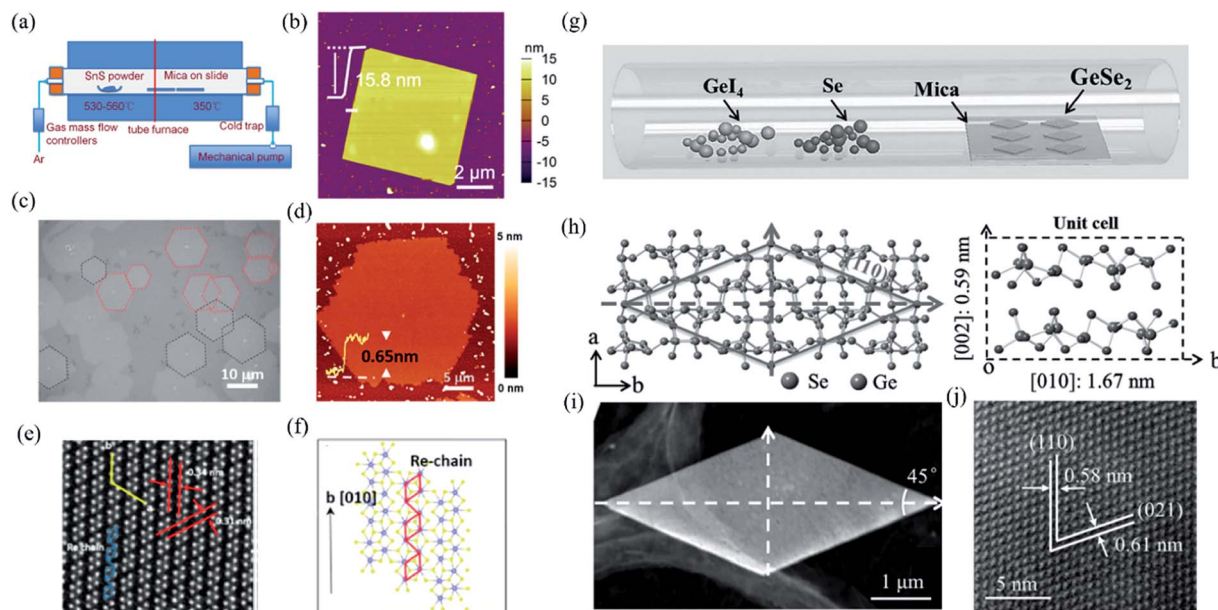 (a)
SnS powder
Mica on slide
530-560℃
350℃
Gas mass flow
controllers
tube furnace
Cold trap
Ar
Mechanical pump
(b)
15.8 nm
2 μm
nm
15
10
5
0
-5
-10
-15
(c)
10 μm
(d)
0.65nm
5 μm
5 nm
0 nm
(e)
b
0.34 nm
0.31 nm
Re chain
(f)
Re-chain
b [010]
(g)
GeI4
Se
Mica
GeSe2
(h)
(110)
a
b
Se
Ge
Unit cell
[002]: 0.59 nm
o
b
[010]: 1.67 nm
(i)
45°
1 μm
(j)
(110)
0.58 nm
(021)
0.61 nm
5 nm